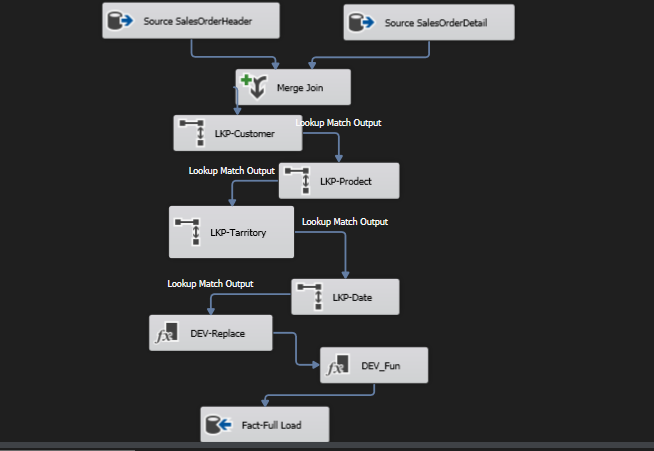 Source SalesOrderHeader
Source SalesOrderDetail
Merge Join
LKP-Customer
Lookup Match Output
Lookup Match Output
LKP-Prodect
LKP-Tarritory
Lookup Match Output
Lookup Match Output
LKP-Date
DEV-Replace
DEV_Fun
Fact-Full Load